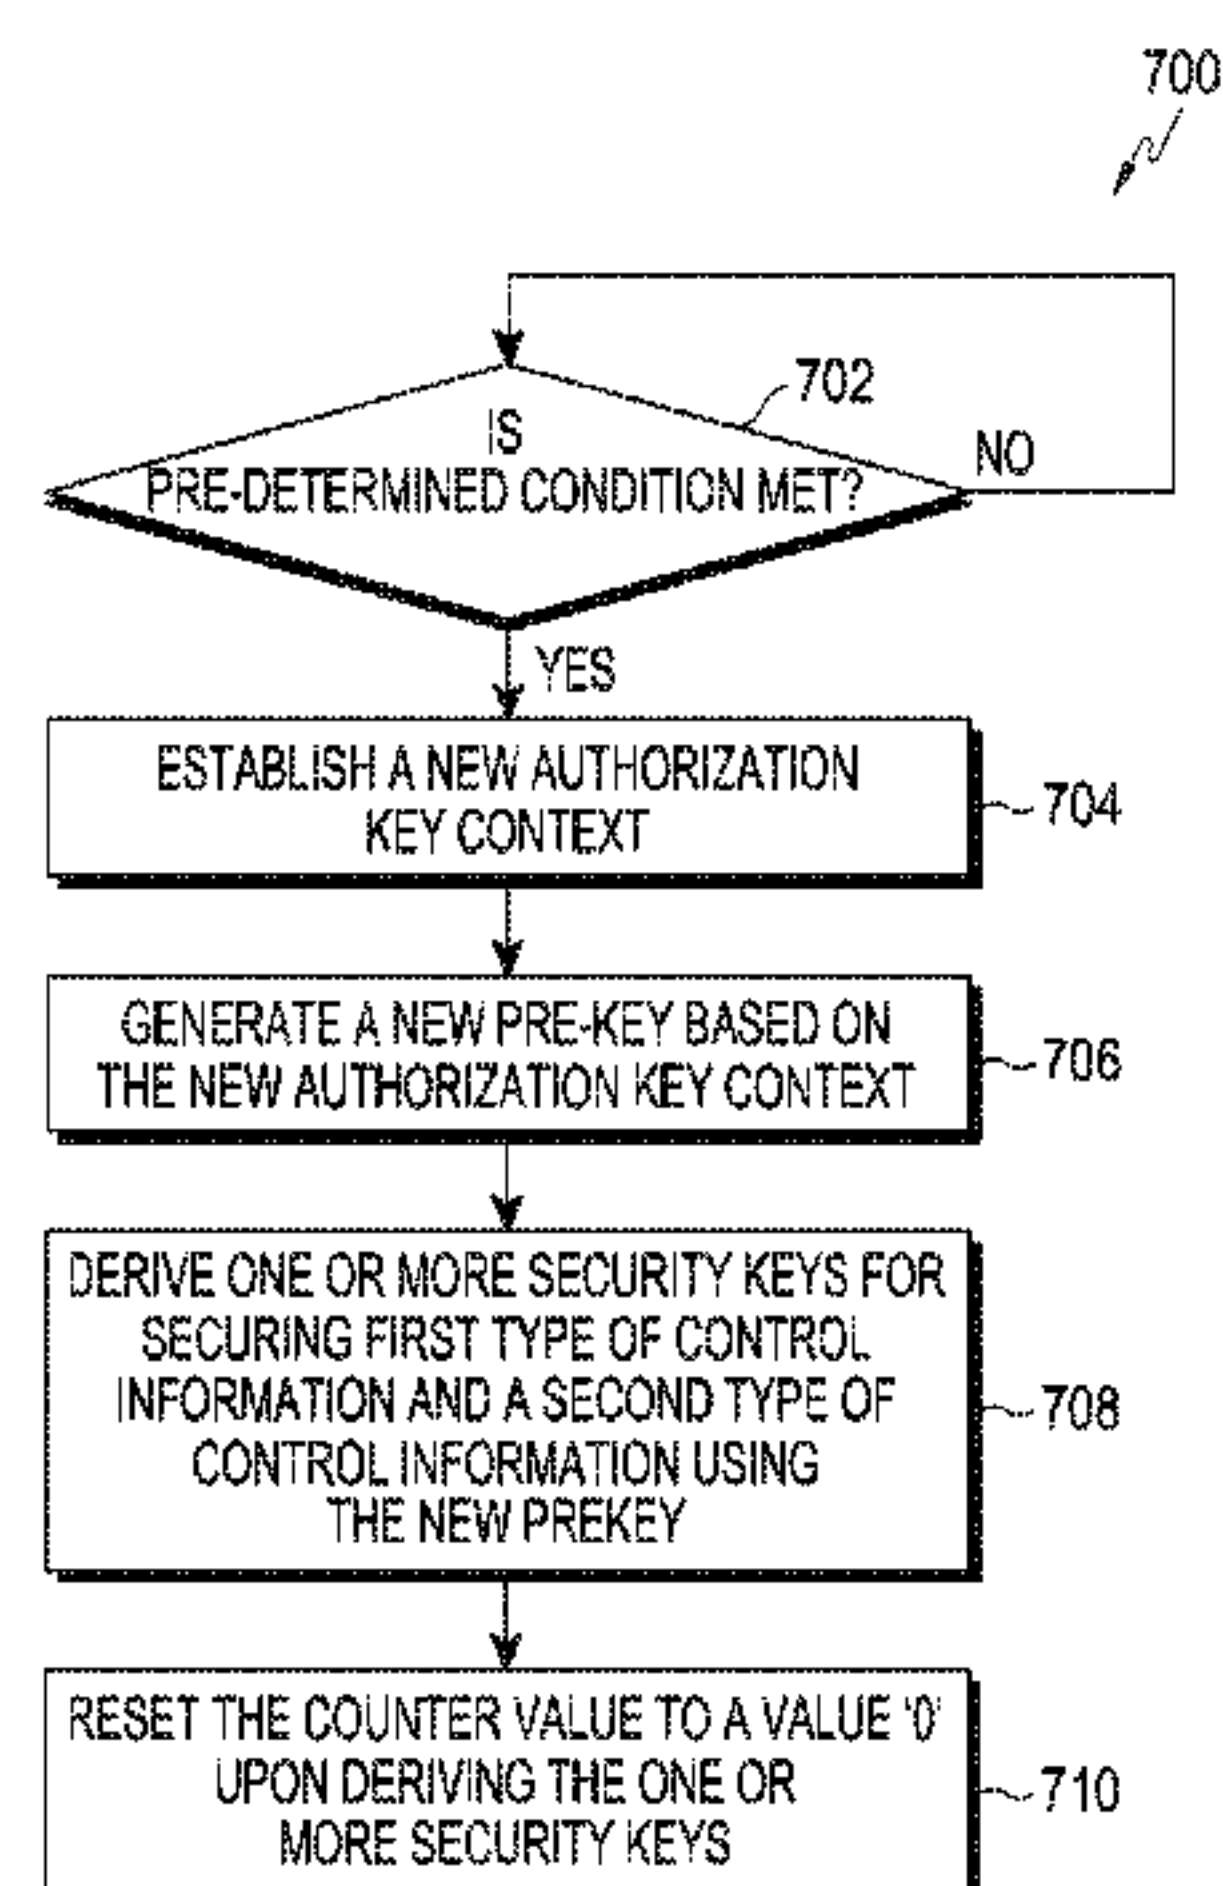 700
702
IS
PRE-DETERMINED CONDITION MET?
NO
YES
ESTABLISH A NEW AUTHORIZATION
KEY CONTEXT
704
GENERATE A NEW PRE-KEY BASED ON
THE NEW AUTHORIZATION KEY CONTEXT
706
DERIVE ONE OR MORE SECURITY KEYS FOR
SECURING FIRST TYPE OF CONTROL
INFORMATION AND A SECOND TYPE OF
CONTROL INFORMATION USING
THE NEW PREKEY
708
RESET THE COUNTER VALUE TO A VALUE '0'
UPON DERIVING THE ONE OR
MORE SECURITY KEYS
710